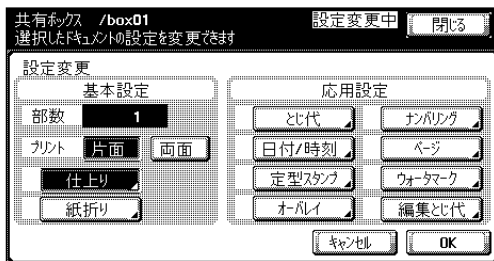 共有ボックス /box01 設定変更中 閉じる
選択したドキュメントの設定を変更できます
設定変更
基本設定 応用設定
部数 1 とじ代 ナンバリング
プリント 片面 両面 日付/時刻 ページ
仕上り 定型スタンプ ウォータマーク
紙折り オーバレイ 編集とじ代
キャンセル OK